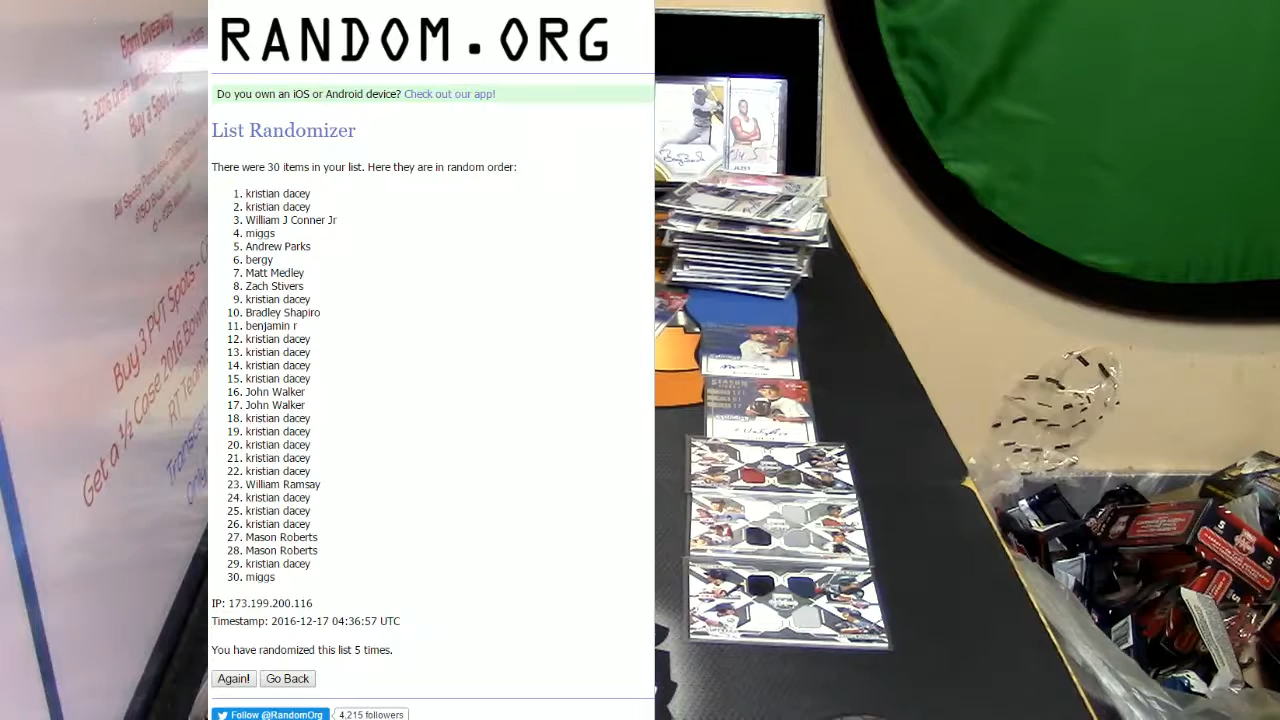 8pm Giveaway
Buy a Spot
RANDOM.ORG
Do you own an iOS or Android device? Check out our app!
List Randomizer
There were 30 items in your list. Here they are in random order:
1. kristian dacey
2. kristian dacey
3. William J Conner Jr
4. miggs
5. Andrew Parks
6. bergy
7. Matt Medley
8. Zach Stivers
9. kristian dacey
10. Bradley Shapiro
11. benjamin r
12. kristian dacey
13. kristian dacey
14. kristian dacey
15. kristian dacey
16. John Walker
17. John Walker
18. kristian dacey
19. kristian dacey
20. kristian dacey
21. kristian dacey
22. kristian dacey
23. William Ramsay
24. kristian dacey
25. kristian dacey
26. kristian dacey
27. Mason Roberts
28. Mason Roberts
29. kristian dacey
30. miggs
IP: 173.199.200.116
Timestamp: 2016-12-17 04:36:57 UTC
You have randomized this list 5 times.
Again! Go Back
Follow @RandomOrg 4,215 followers
Buy 3 PYT Spots -
Get a 1/2 Case 2016 Bowm
RT Team